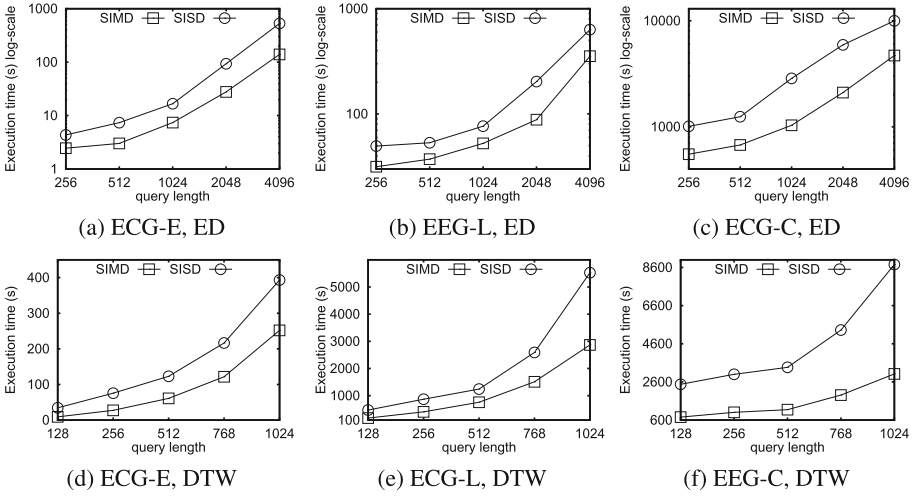 1000
100
10
1
SIMD
SISD
Execution time (s) log-scale
256 512 1024 2048 4096
query length
(a) ECG-E, ED
1000
100
SIMD
SISD
Execution time (s) log-scale
256 512 1024 2048 4096
query length
(b) EEG-L, ED
10000
1000
SIMD
SISD
Execution time (s) log-scale
256 512 1024 2048 4096
query length
(c) ECG-C, ED
400
300
200
100
0
SIMD
SISD
Execution time (s)
128 256 512 768 1024
query length
(d) ECG-E, DTW
5000
4000
3000
2000
1000
100
SIMD
SISD
Execution time (s)
128 256 512 768 1024
query length
(e) ECG-L, DTW
8600
6600
4600
2600
600
SIMD
SISD
Execution time (s)
128 256 512 768 1024
query length
(f) EEG-C, DTW